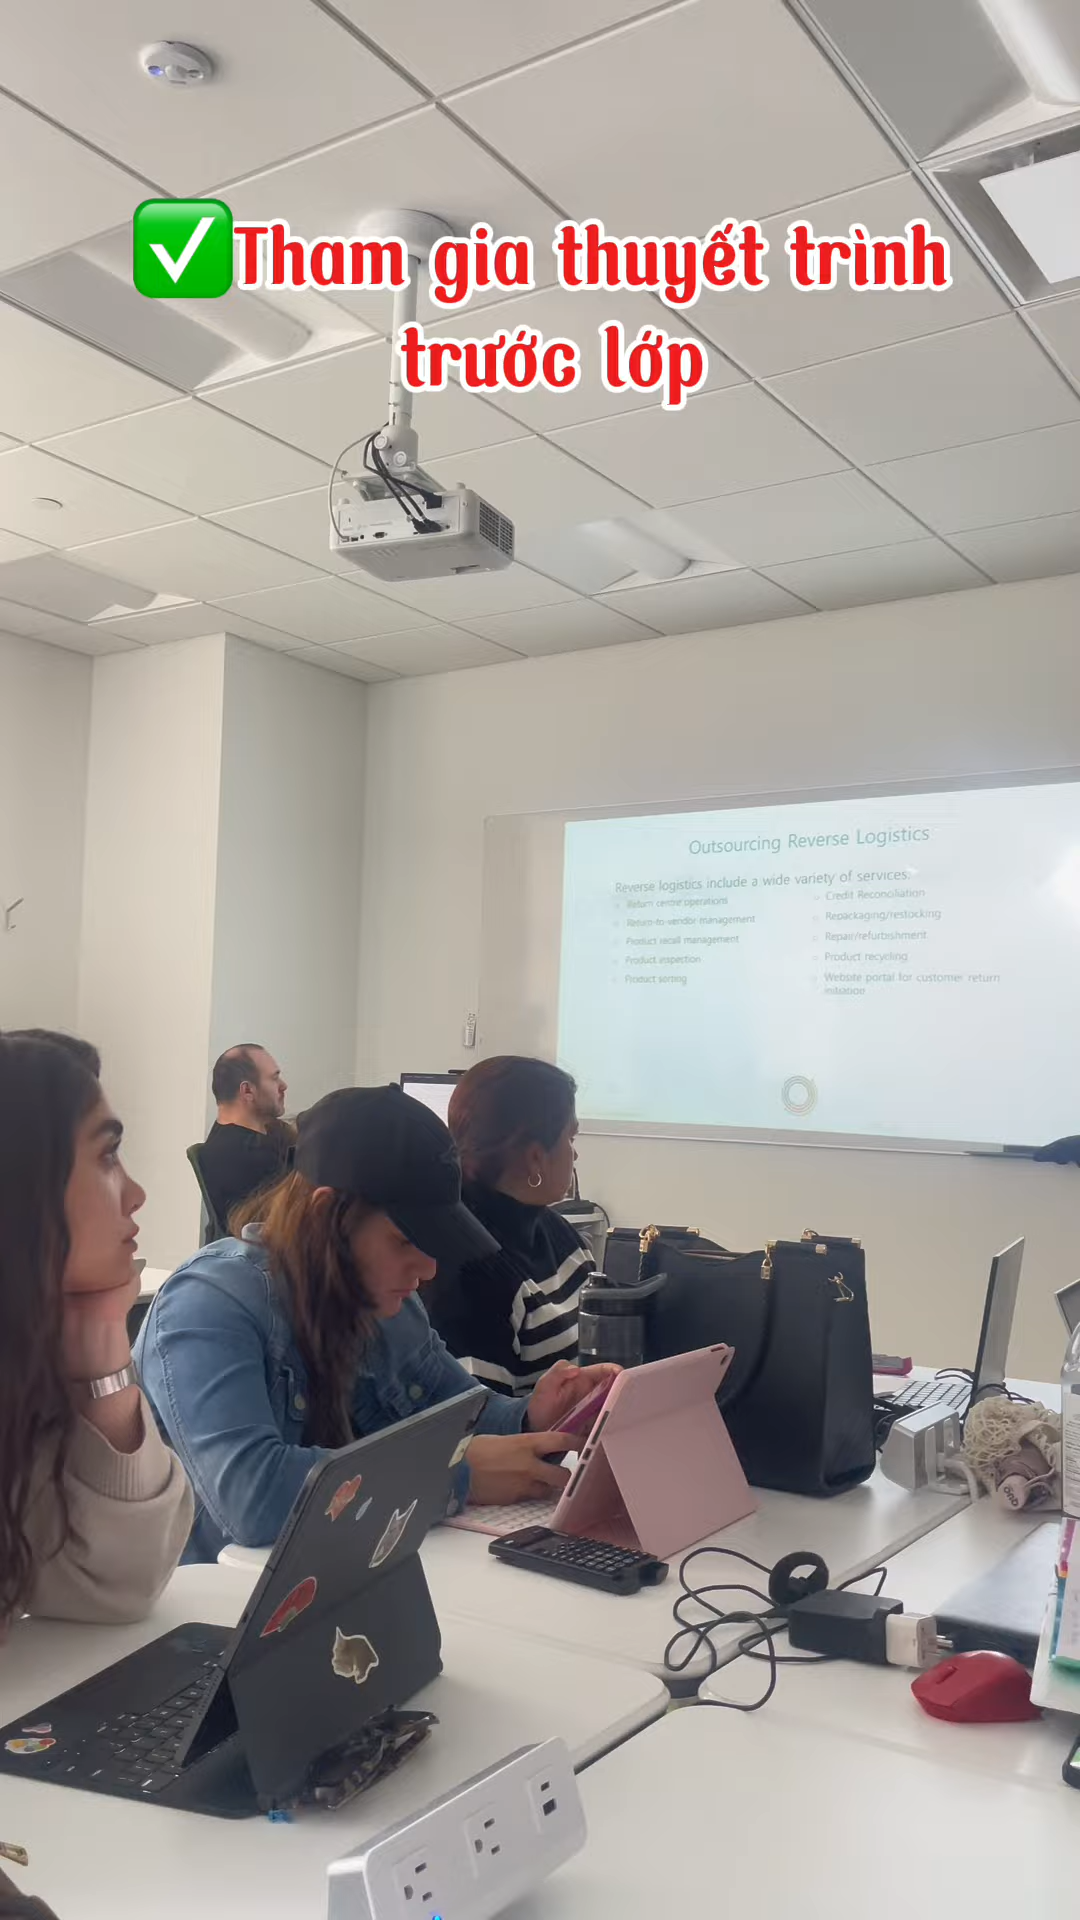 ✅Tham gia thuyết trình
trước lớp
Outsourcing Reverse Logistics
Reverse logistics include a wide variety of services:
Return centre operations
Return-to-vendor management
Product recall management
Product inspection
Product sorting
Credit Reconciliation
Repackaging/restocking
Repair/refurbishment
Product recycling
Website portal for customer return
initiation